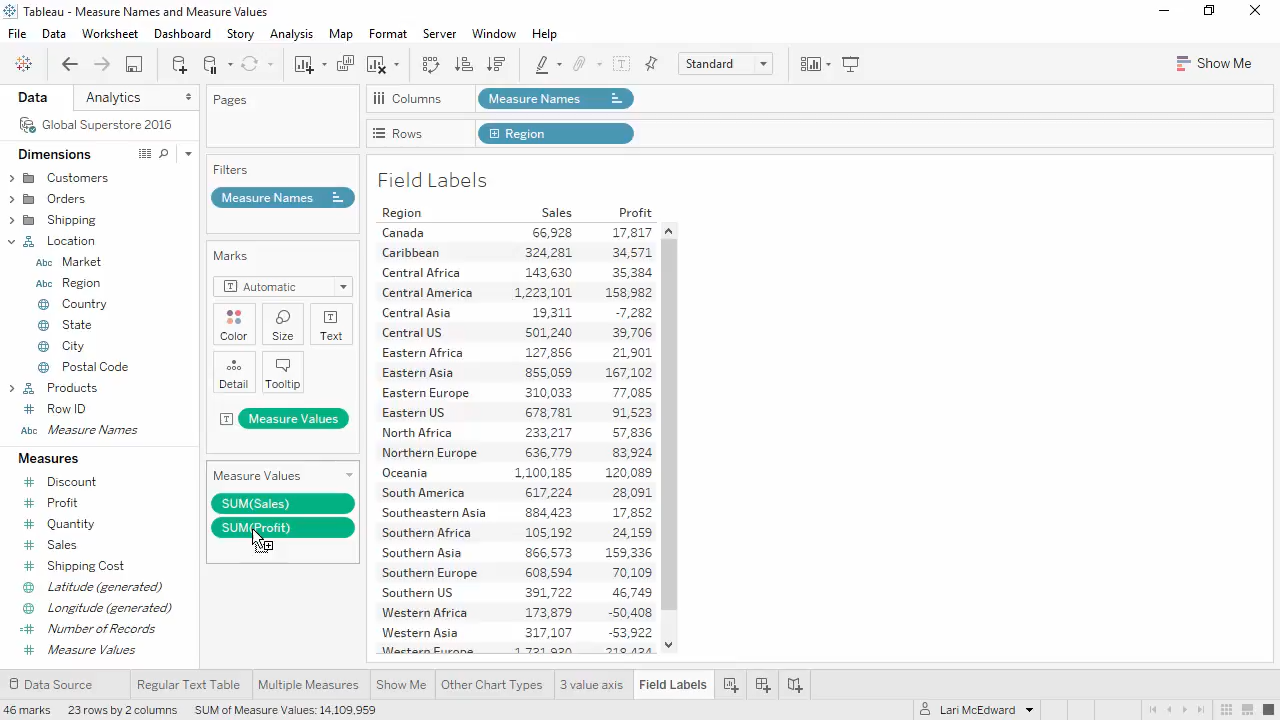 Tableau - Measure Names and Measure Values
File Data Worksheet Dashboard Story Analysis Map Format Server Window Help
Standard
Show Me
Data Analytics
Global Superstore 2016
Dimensions
Customers
Orders
Shipping
Location
Abc Market
Abc Region
Country
State
City
Postal Code
Products
Row ID
Abc Measure Names
Measures
Discount
Profit
Quantity
Sales
Shipping Cost
Latitude (generated)
Longitude (generated)
Number of Records
Measure Values
Pages
Filters
Measure Names
Marks
Automatic
Color Size Text
Detail Tooltip
Measure Values
Measure Values
SUM(Sales)
SUM(Profit)
Columns Measure Names
Rows Region
Field Labels
Region Sales Profit
Canada 66,928 17,817
Caribbean 324,281 34,571
Central Africa 143,630 35,384
Central America 1,223,101 158,982
Central Asia 19,311 -7,282
Central US 501,240 39,706
Eastern Africa 127,856 21,901
Eastern Asia 855,059 167,102
Eastern Europe 310,033 77,085
Eastern US 678,781 91,523
North Africa 233,217 57,836
Northern Europe 636,779 83,924
Oceania 1,100,185 120,089
South America 617,224 28,091
Southeastern Asia 884,423 17,852
Southern Africa 105,192 24,159
Southern Asia 866,573 159,336
Southern Europe 608,594 70,109
Southern US 391,722 46,749
Western Africa 173,879 -50,408
Western Asia 317,107 -53,922
Western Europe 1,731,930 218,434
Data Source Regular Text Table Multiple Measures Show Me Other Chart Types 3 value axis Field Labels
46 marks 23 rows by 2 columns SUM of Measure Values: 14,109,959 Lari McEdward